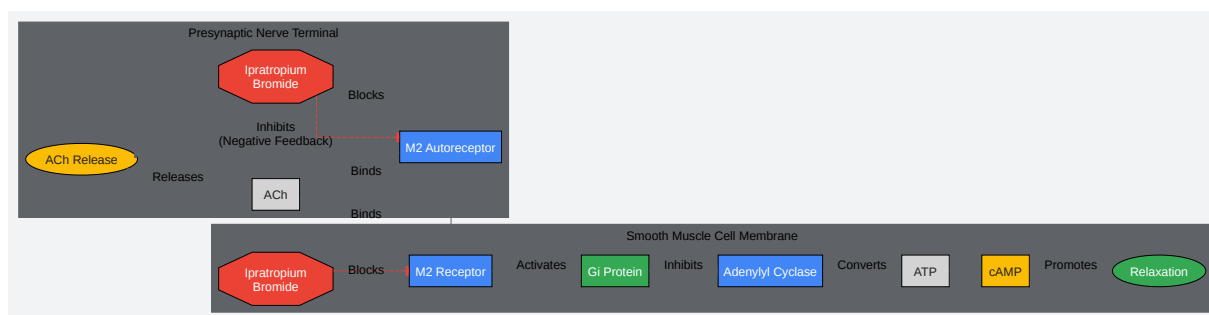 Presynaptic Nerve Terminal
Ipratropium
Bromide
Blocks
Inhibits
(Negative Feedback)
M2 Autoreceptor
ACh Release
Releases
Binds
ACh
Binds
Smooth Muscle Cell Membrane
Ipratropium
Bromide
Blocks
M2 Receptor
Activates
Gi Protein
Inhibits
Adenylyl Cyclase
Converts
ATP
cAMP
Promotes
Relaxation